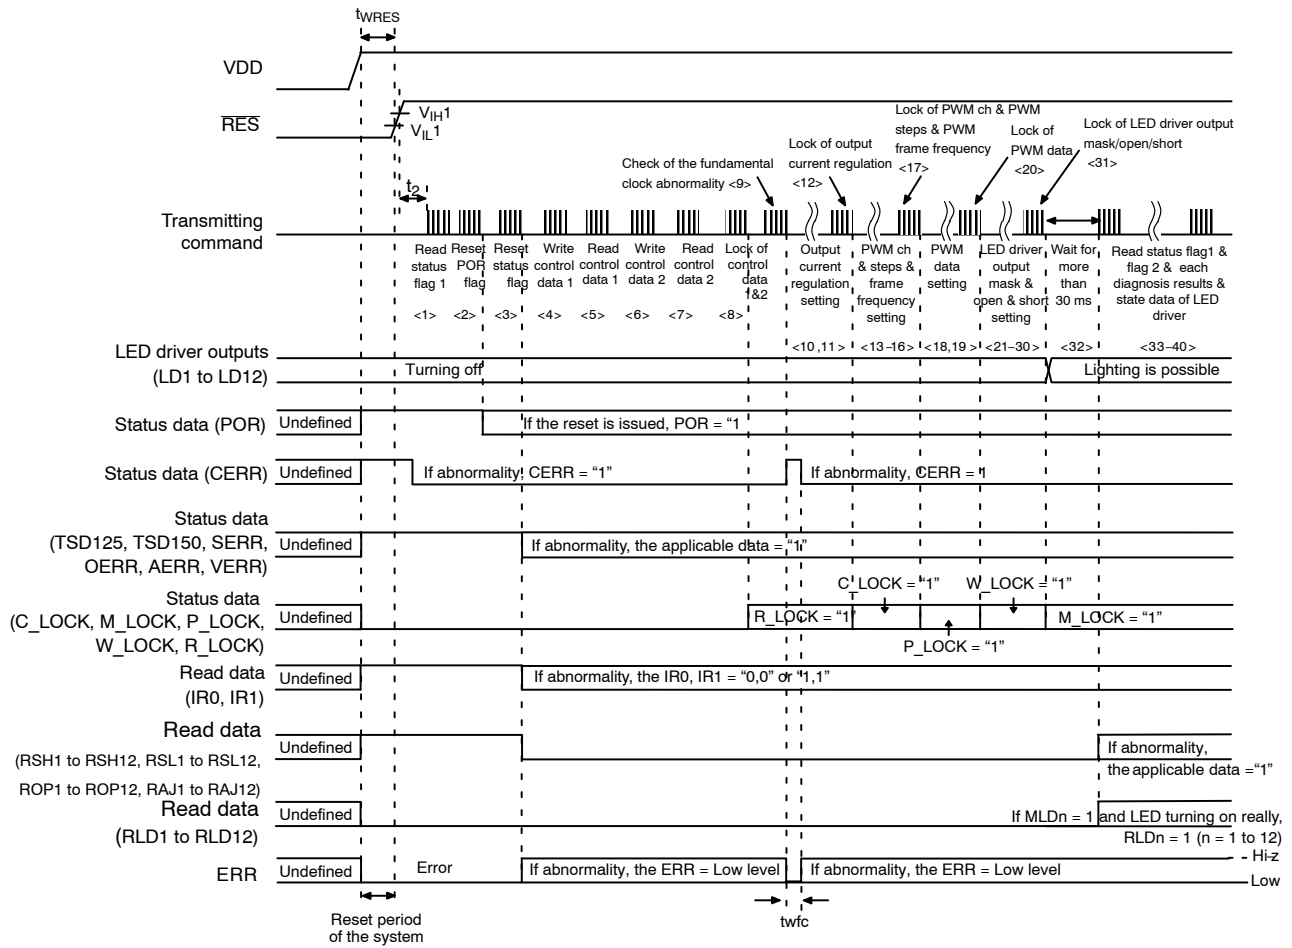 tWRES
VDD
RES
VIH1
VIL1
t2
Check of the fundamental
clock abnormality <9>
Lock of output
current regulation
<12>
Lock of PWM ch & PWM
steps & PWM
frame frequency
<17>
Lock of
PWM data
<20>
Lock of LED driver output
mask/open/short
<31>
Transmitting
command
Read
status
flag 1
<1>
Reset
POR
flag
<2>
Reset
status
flag
<3>
Write
control
data 1
<4>
Read
control
data 1
<5>
Write
control
data 2
<6>
Read
control
data 2
<7>
Lock of
control
data
1&2
<8>
Output
current
regulation
setting
<10 ,11 >
PWM ch
& steps &
frame
frequency
setting
<13 –16>
PWM
data
setting
<18,19 >
LED driver
output
mask &
open & short
setting
<21–30>
Wait for
more
than
30 ms
<32>
Read status flag1 &
flag 2 & each
diagnosis results &
state data of LED
driver
<33–40>
LED driver outputs
(LD1 to LD12)
Turning off
Lighting is possible
Status data (POR)
Undefined
If the reset is issued, POR = “1
Status data (CERR)
Undefined
If abnormality, CERR = “1”
If abnormality, CERR = 1
Status data
(TSD125, TSD150, SERR,
OERR, AERR, VERR)
Undefined
If abnormality, the applicable data = “1”
Status data
(C_LOCK, M_LOCK, P_LOCK,
W_LOCK, R_LOCK)
Undefined
R_LOCK = “1”
C_LOCK = “1”
P_LOCK = “1”
W_LOCK = “1”
M_LOCK = “1”
Read data
(IR0, IR1)
Undefined
If abnormality, the IR0, IR1 = “0,0” or “1,1”
Read data
(RSH1 to RSH12, RSL1 to RSL12,
ROP1 to ROP12, RAJ1 to RAJ12)
Undefined
If abnormality,
the applicable data =“1”
Read data
(RLD1 to RLD12)
Undefined
If MLDn = 1 and LED turning on really,
RLDn = 1 (n = 1 to 12)
ERR
Undefined
Error
If abnormality, the ERR = Low level
If abnormality, the ERR = Low level
Hi-z
Low
Reset period
of the system
twfc